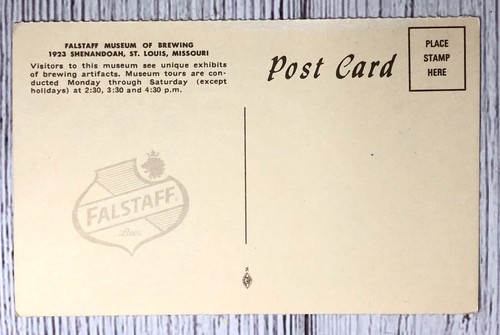 FALSTAFF MUSEUM OF BREWING
1923 SHENANDOAH, ST. LOUIS, MISSOURI
Visitors to this museum see unique exhibits
of brewing artifacts. Museum tours are con-
ducted Monday through Saturday (except
holidays) at 2:30, 3:30 and 4:30 p.m.
Post Card
PLACE
STAMP
HERE
FALSTAFF
Beer